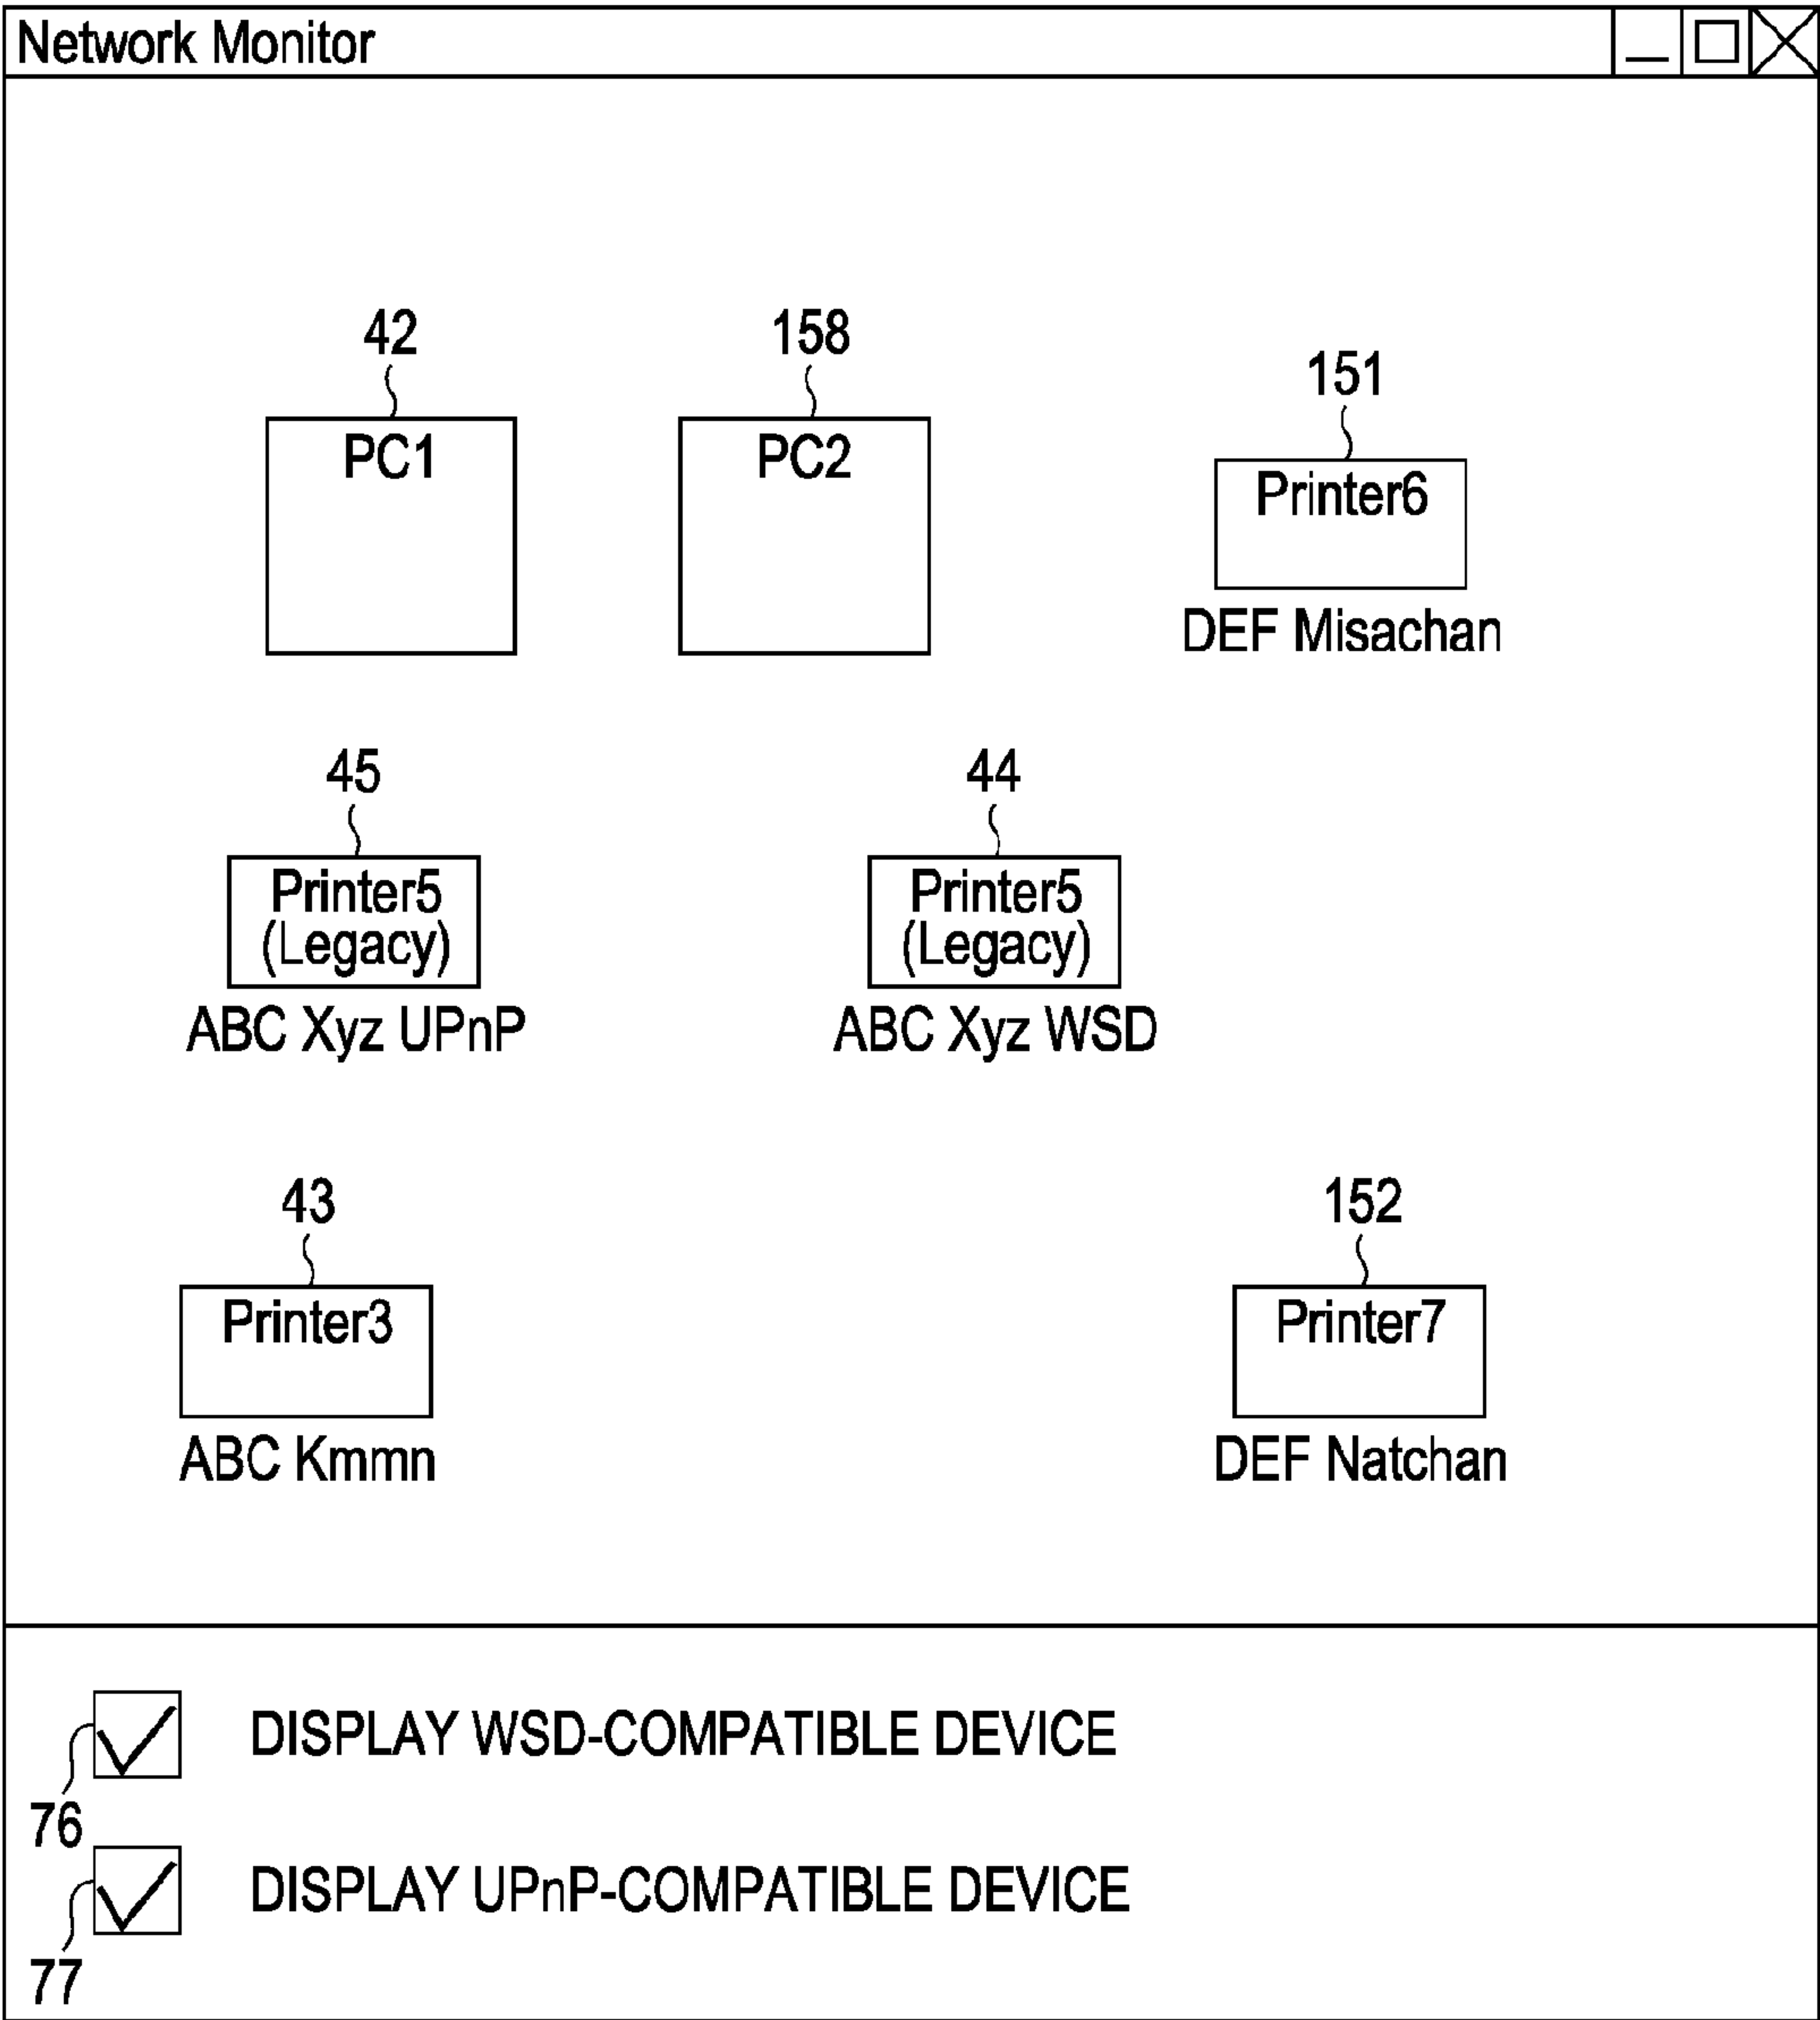 Network Monitor
42
158
151
PC1
PC2
Printer6
DEF Misachan
45
44
Printer5
(Legacy)
ABC Xyz UPnP
Printer5
(Legacy)
ABC Xyz WSD
43
152
Printer3
ABC Kmmn
Printer7
DEF Natchan
DISPLAY WSD-COMPATIBLE DEVICE
76
DISPLAY UPnP-COMPATIBLE DEVICE
77